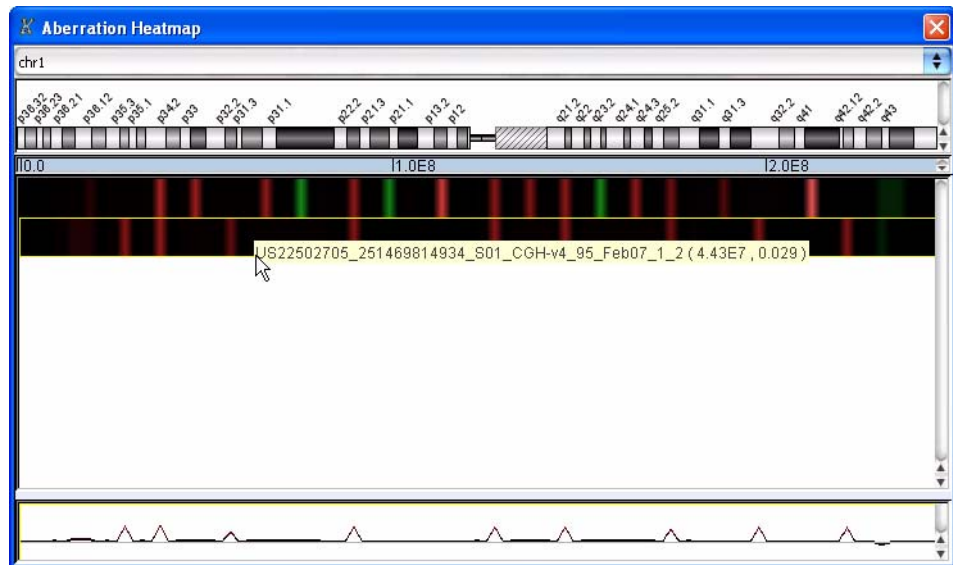 Aberration Heatmap
chr1
p36.32 p36.23 p36.21 p36.12 p35.3 p35.1 p34.2 p33 p32.2 p31.3 p31.1 p22.2 p21.3 p21.1 p13.2 p12 q21.2 q22 q23.2 q24.1 q24.3 q25.2 q31.1 q31.3 q32.2 q41 q42.12 q42.2 q43
0.0 1.0E8 2.0E8
US22502705_251469814934_S01_CGH-v4_95_Feb07_1_2 ( 4.43E7 , 0.029 )